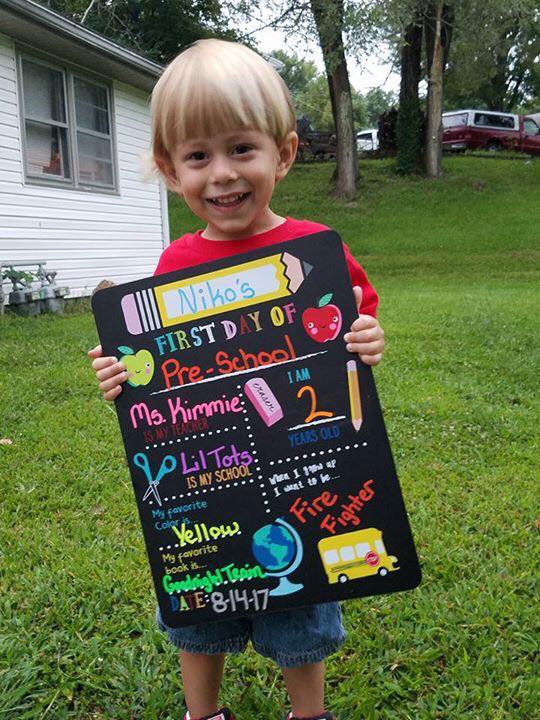 Niko's
FIRST DAY OF
Pre-School
Ms. Kimmie
IS MY TEACHER
Lil Tots
IS MY SCHOOL
My favorite
Color is...
Yellow
My favorite
book is...
Goodnight Train
DATE: 8-14-17
eraser
I AM
2
YEARS OLD
When I grow up
I want to be...
Fire
Fighter